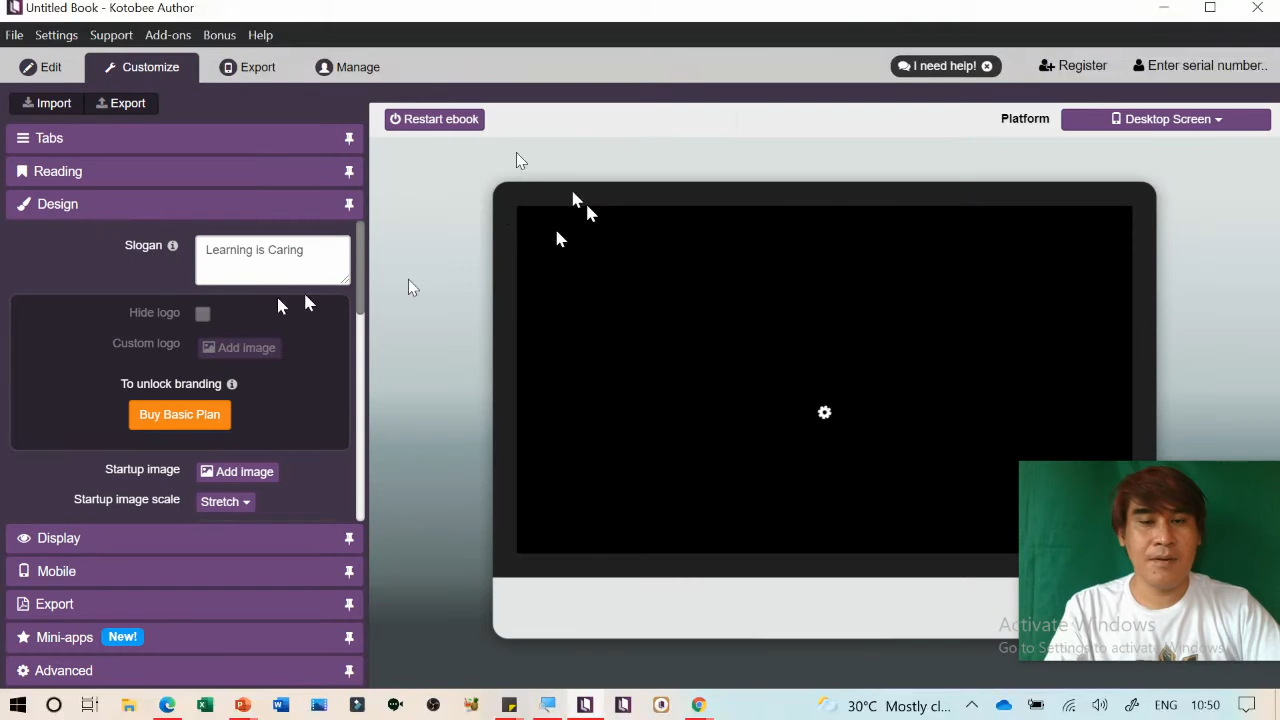 Untitled Book - Kotobee Author
File Settings Support Add-ons Bonus Help
Edit Customize Export Manage I need help! Register Enter serial number..
Import Export
Restart ebook Platform Desktop Screen
Tabs
Reading
Design
Slogan Learning is Caring
Hide logo
Custom logo Add image
To unlock branding
Buy Basic Plan
Startup image Add image
Startup image scale Stretch
Display
Mobile
Export
Mini-apps New!
Advanced
Activate Windows
Go to Settings to activate Windows.
30°C Mostly cl... ENG 10:50